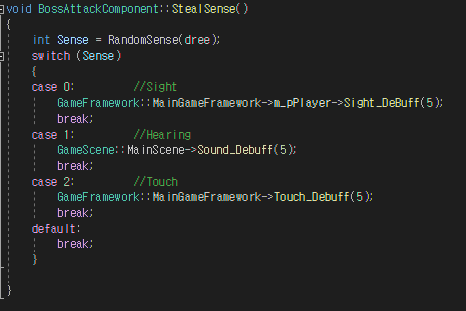 void BossAttackComponent::StealSense()
{
    int Sense = RandomSense(dree);
    switch (Sense)
    {
    case 0:        //Sight
        GameFramework::MainGameFramework->m_pPlayer->Sight_DeBuff(5);
        break;
    case 1:        //Hearing
        GameScene::MainScene->Sound_Debuff(5);
        break;
    case 2:        //Touch
        GameFramework::MainGameFramework->Touch_Debuff(5);
        break;
    default:
        break;
    }
}